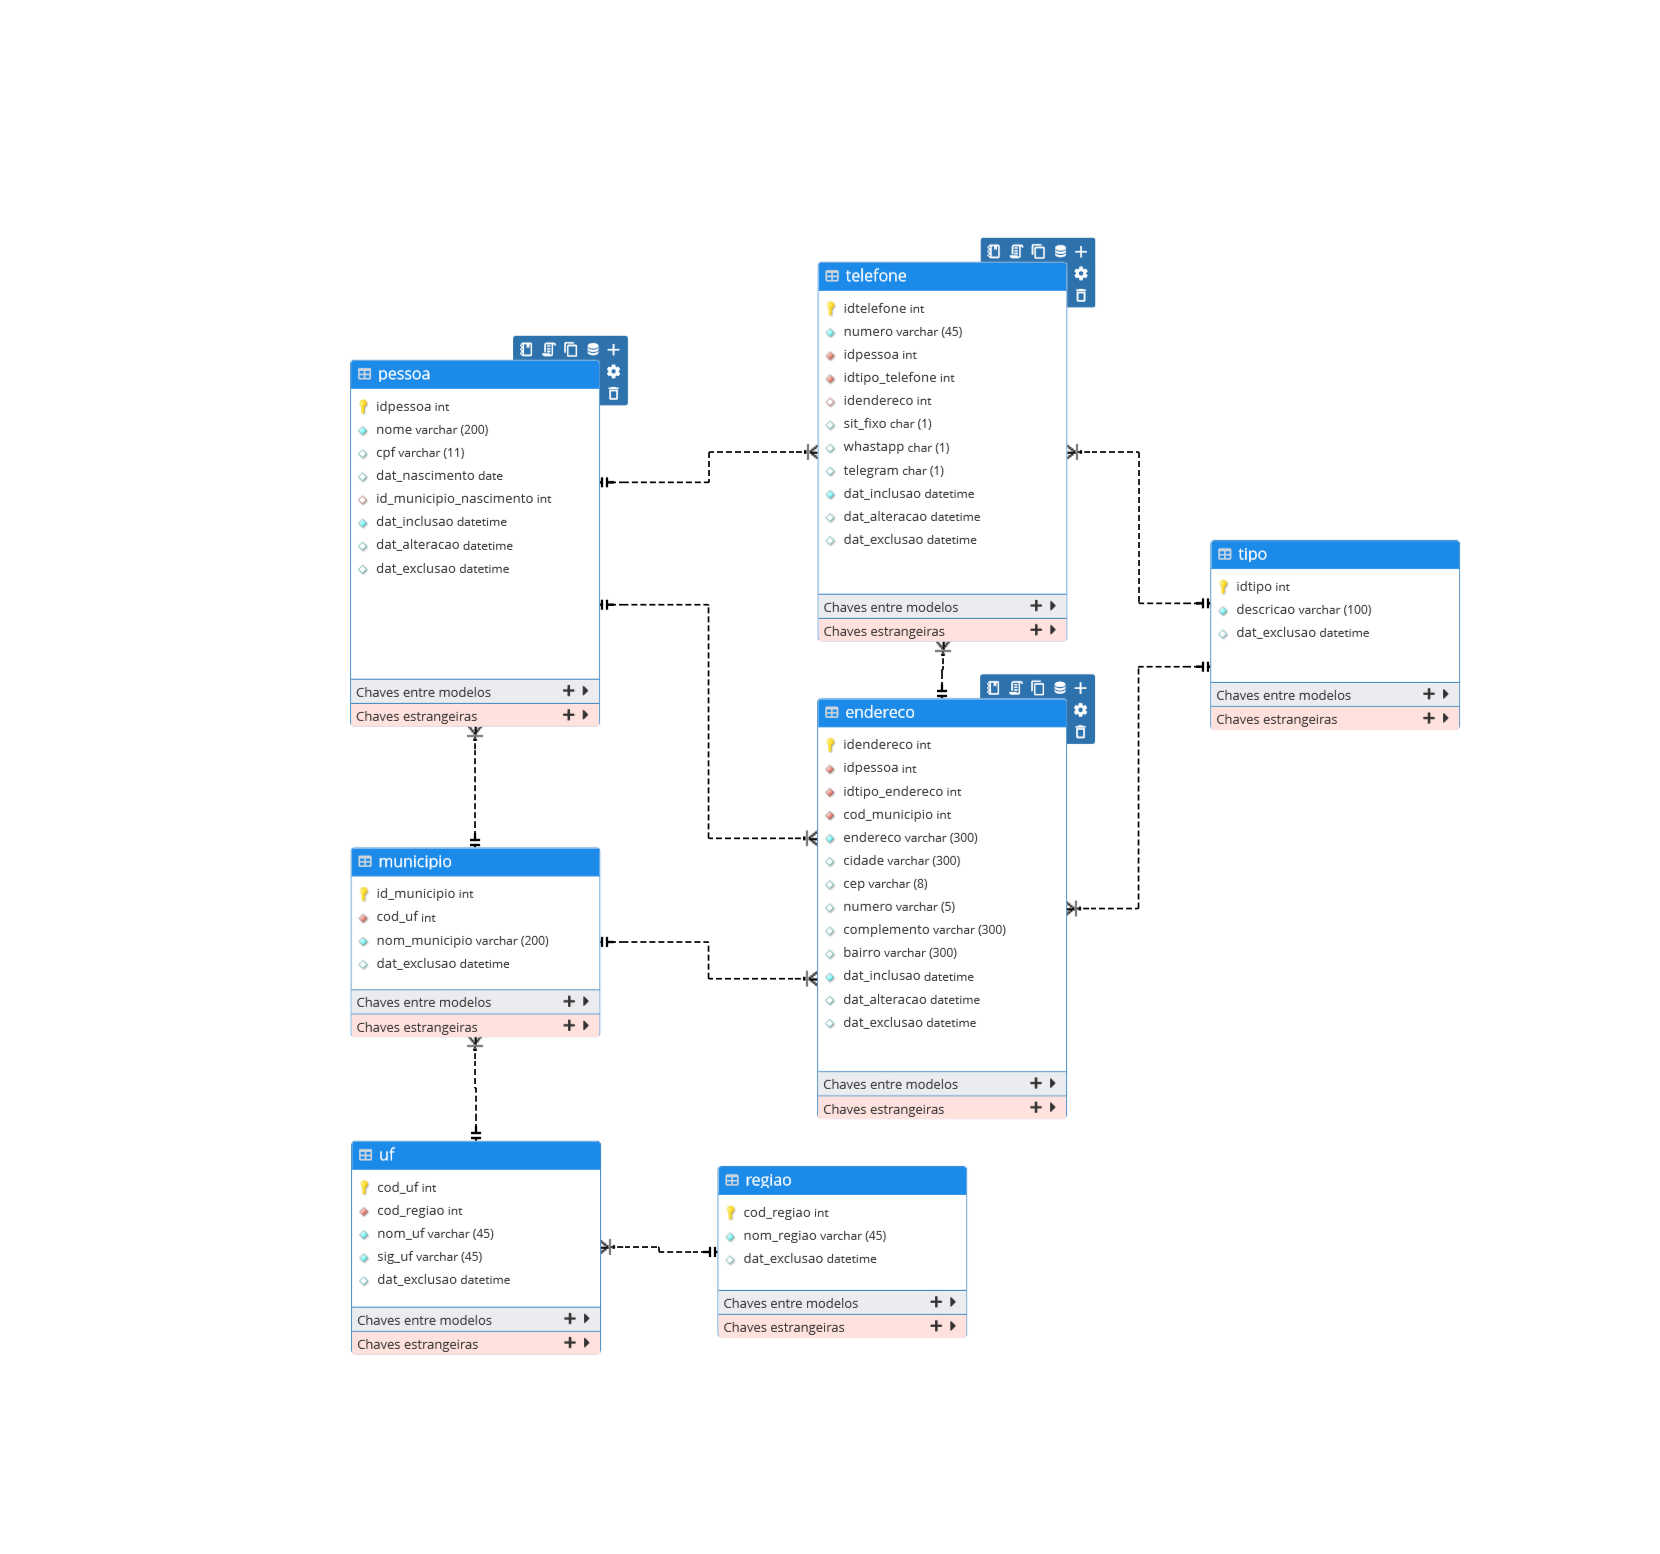 telefone
idtelefone int
numero varchar (45)
idpessoa int
idtipo_telefone int
idendereco int
sit_fixo char (1)
whastapp char (1)
telegram char (1)
dat_inclusao datetime
dat_alteracao datetime
dat_exclusao datetime
Chaves entre modelos
Chaves estrangeiras
pessoa
idpessoa int
nome varchar (200)
cpf varchar (11)
dat_nascimento date
id_municipio_nascimento int
dat_inclusao datetime
dat_alteracao datetime
dat_exclusao datetime
Chaves entre modelos
Chaves estrangeiras
tipo
idtipo int
descricao varchar (100)
dat_exclusao datetime
Chaves entre modelos
Chaves estrangeiras
endereco
idendereco int
idpessoa int
idtipo_endereco int
cod_municipio int
endereco varchar (300)
cidade varchar (300)
cep varchar (8)
numero varchar (5)
complemento varchar (300)
bairro varchar (300)
dat_inclusao datetime
dat_alteracao datetime
dat_exclusao datetime
Chaves entre modelos
Chaves estrangeiras
municipio
id_municipio int
cod_uf int
nom_municipio varchar (200)
dat_exclusao datetime
Chaves entre modelos
Chaves estrangeiras
uf
cod_uf int
cod_regiao int
nom_uf varchar (45)
sig_uf varchar (45)
dat_exclusao datetime
Chaves entre modelos
Chaves estrangeiras
regiao
cod_regiao int
nom_regiao varchar (45)
dat_exclusao datetime
Chaves entre modelos
Chaves estrangeiras